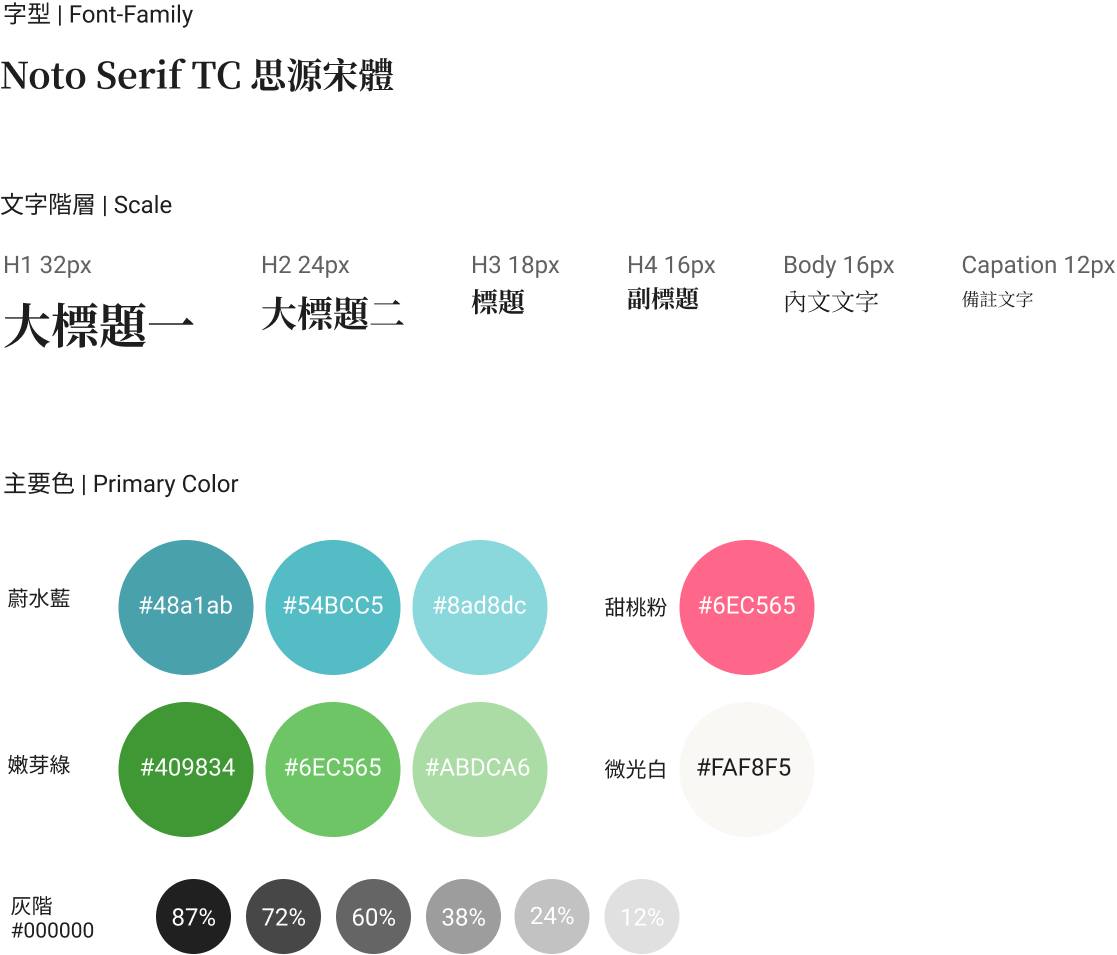 字型 | Font-Family
Noto Serif TC 思源宋體
文字階層 | Scale
H1 32px
大標題一
H2 24px
大標題二
H3 18px
標題
H4 16px
副標題
Body 16px
內文文字
Capation 12px
備註文字
主要色 | Primary Color
蔚水藍
#48a1ab
#54BCC5
#8ad8dc
甜桃粉
#6EC565
嫩芽綠
#409834
#6EC565
#ABDCA6
微光白
#FAF8F5
灰階
#000000
87%
72%
60%
38%
24%
12%